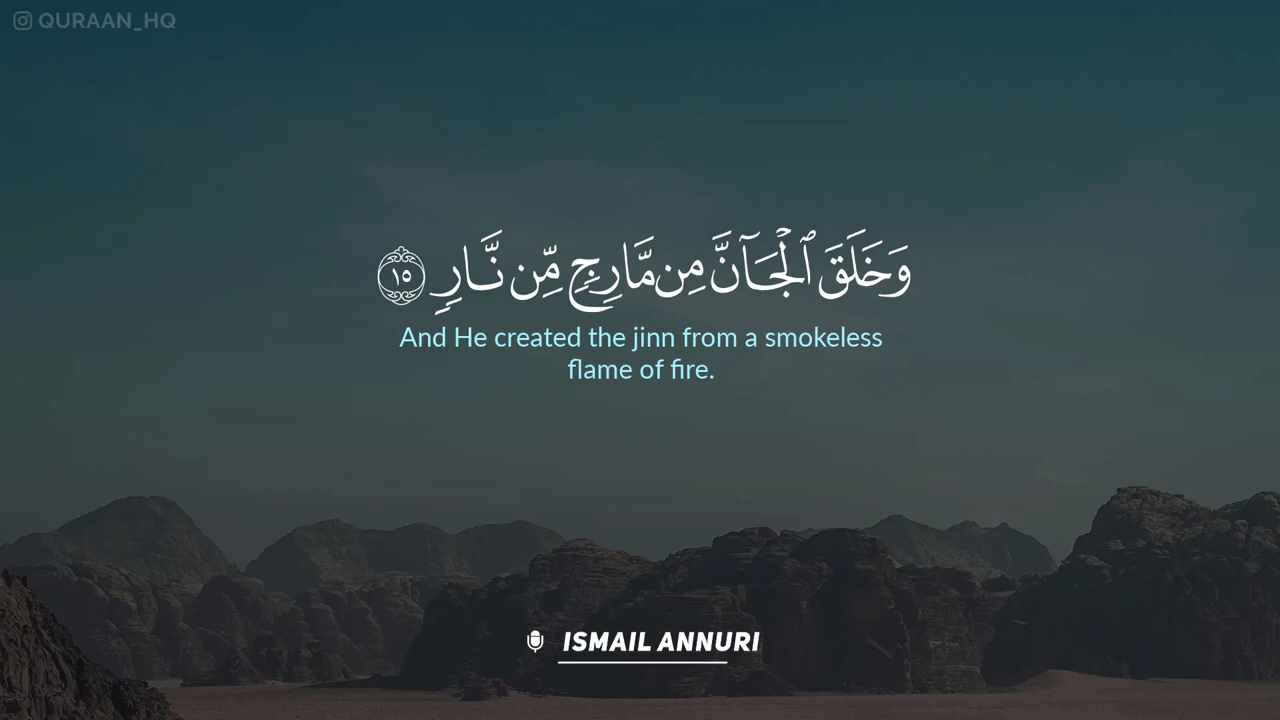 QURAAN_HQ
وَخَلَقَ ٱلْجَآنَّ مِن مَّارِجٍ مِّن نَّارٍ ١٥
And He created the jinn from a smokeless
flame of fire.
ISMAIL ANNURI